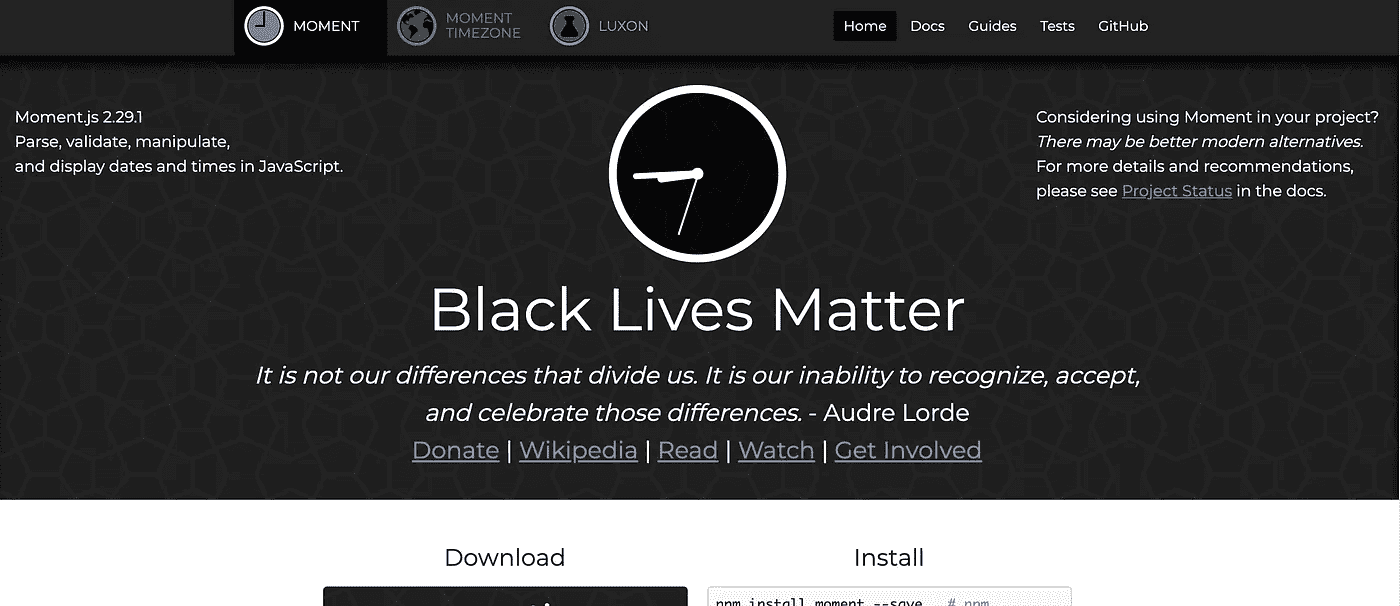 MOMENT
MOMENT
TIMEZONE
LUXON
Home
Docs
Guides
Tests
GitHub
Moment.js 2.29.1
Parse, validate, manipulate,
and display dates and times in JavaScript.
Considering using Moment in your project?
There may be better modern alternatives.
For more details and recommendations,
please see Project Status in the docs.
Black Lives Matter
It is not our differences that divide us. It is our inability to recognize, accept,
and celebrate those differences. - Audre Lorde
Donate | Wikipedia | Read | Watch | Get Involved
Download
Install
npm install moment --save # npm